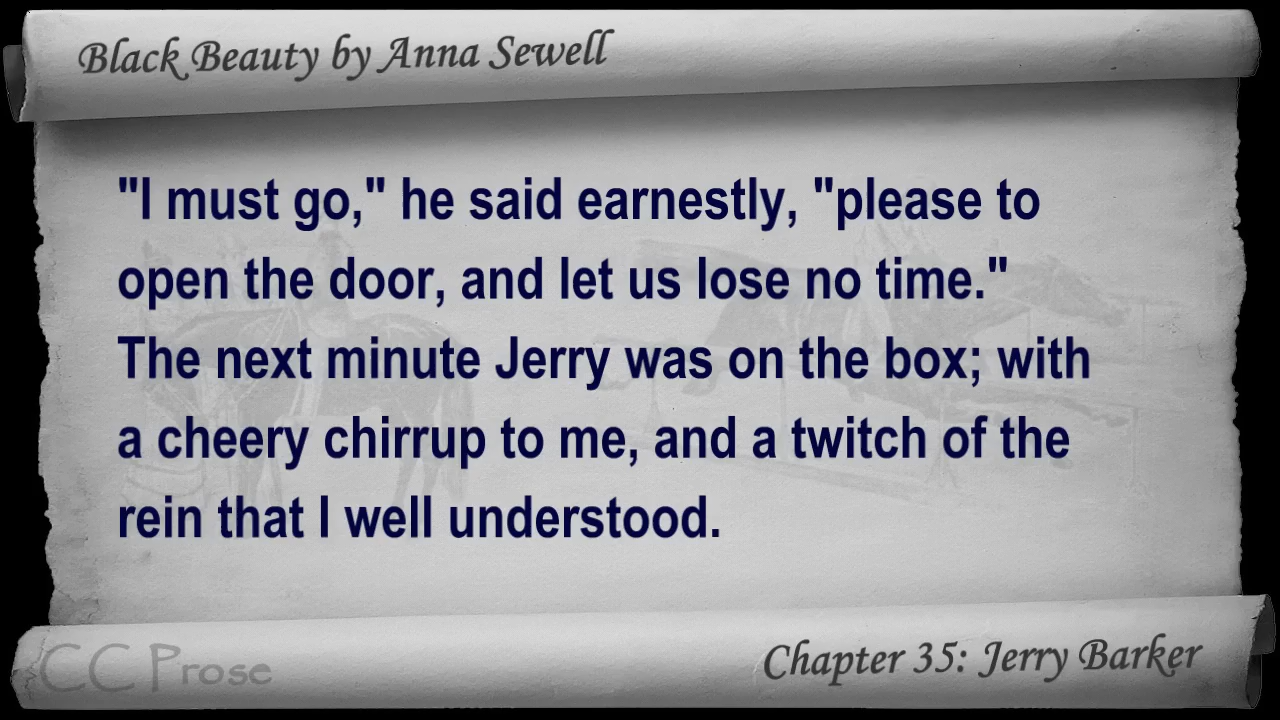 Black Beauty by Anna Sewell
"I must go," he said earnestly, "please to
open the door, and let us lose no time."
The next minute Jerry was on the box; with
a cheery chirrup to me, and a twitch of the
rein that I well understood.
CC Prose
Chapter 35: Jerry Barker